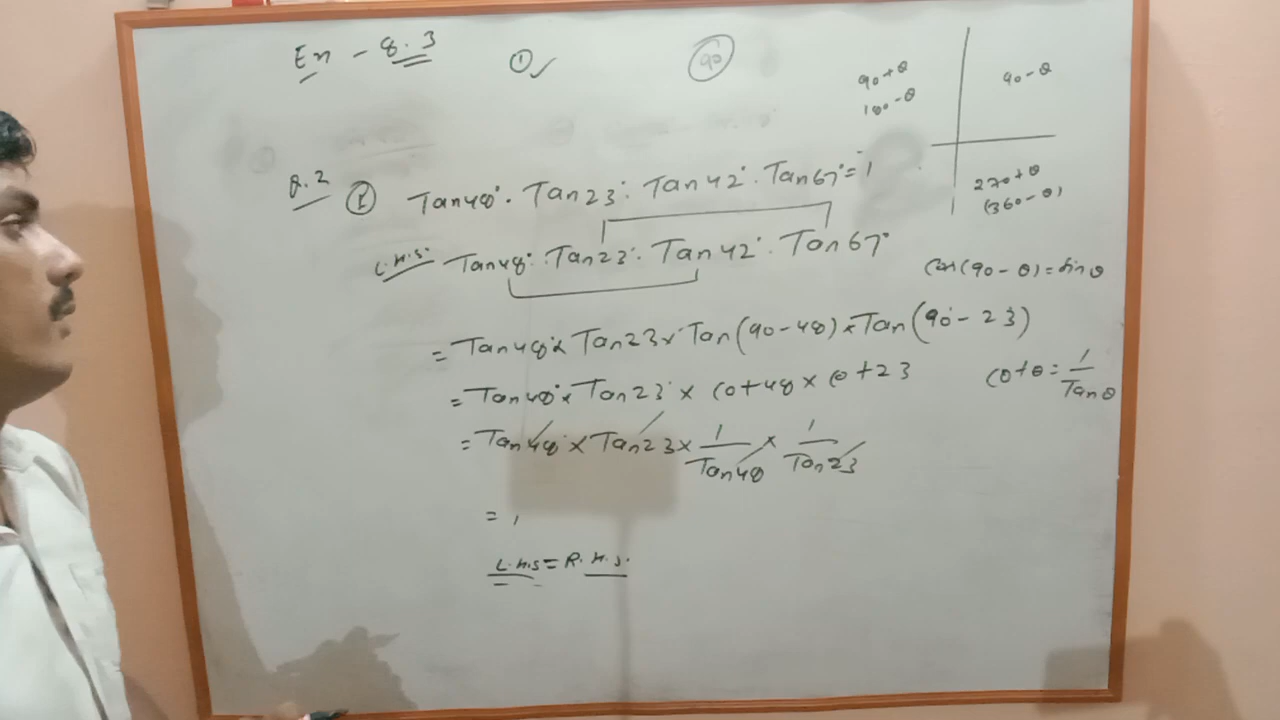 Ex - 8.3
① ✓
90
90+θ
180-θ
90-θ
270+θ
(360-θ)
Q.2 ① Tan48°. Tan23°. Tan42°. Tan67°=1
L.H.S. Tan48°. Tan23°. Tan42°. Tan67°
Cos(90-θ)=Sinθ
= Tan48°× Tan23× Tan(90-48)×Tan(90°-23)
= Tan48°× Tan23° × Cot48 × Cot23
Cotθ= 1/Tanθ
= Tan48°× Tan23× 1/Tan48 × 1/Tan23
= 1
L.H.S = R.H.S.